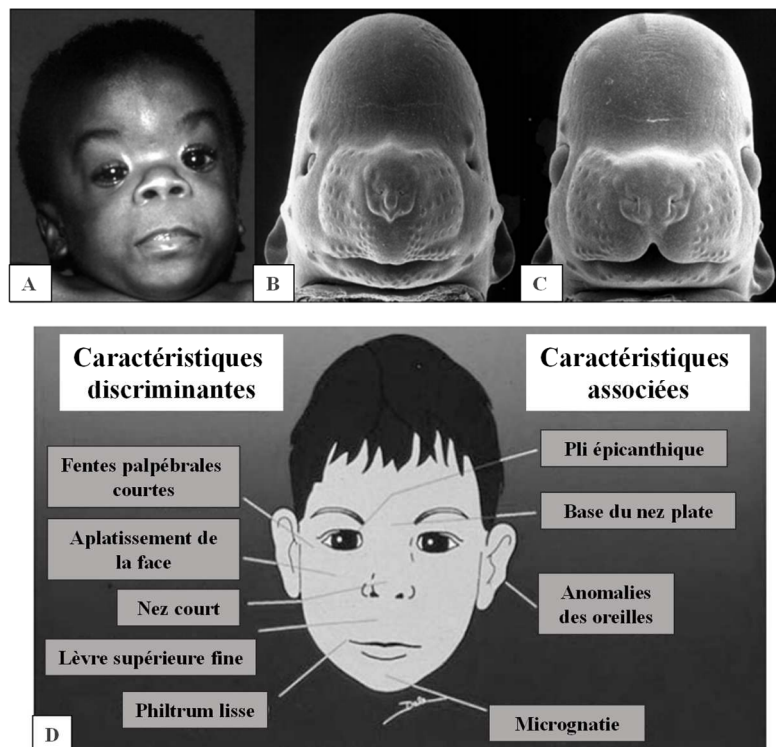 A
B
C
Caractéristiques
discriminantes
Caractéristiques
associées
Fentes palpébrales
courtes
Aplatissement de
la face
Nez court
Lèvre supérieure fine
Philtrum lisse
Pli épicanthique
Base du nez plate
Anomalies
des oreilles
Micrognatie
D